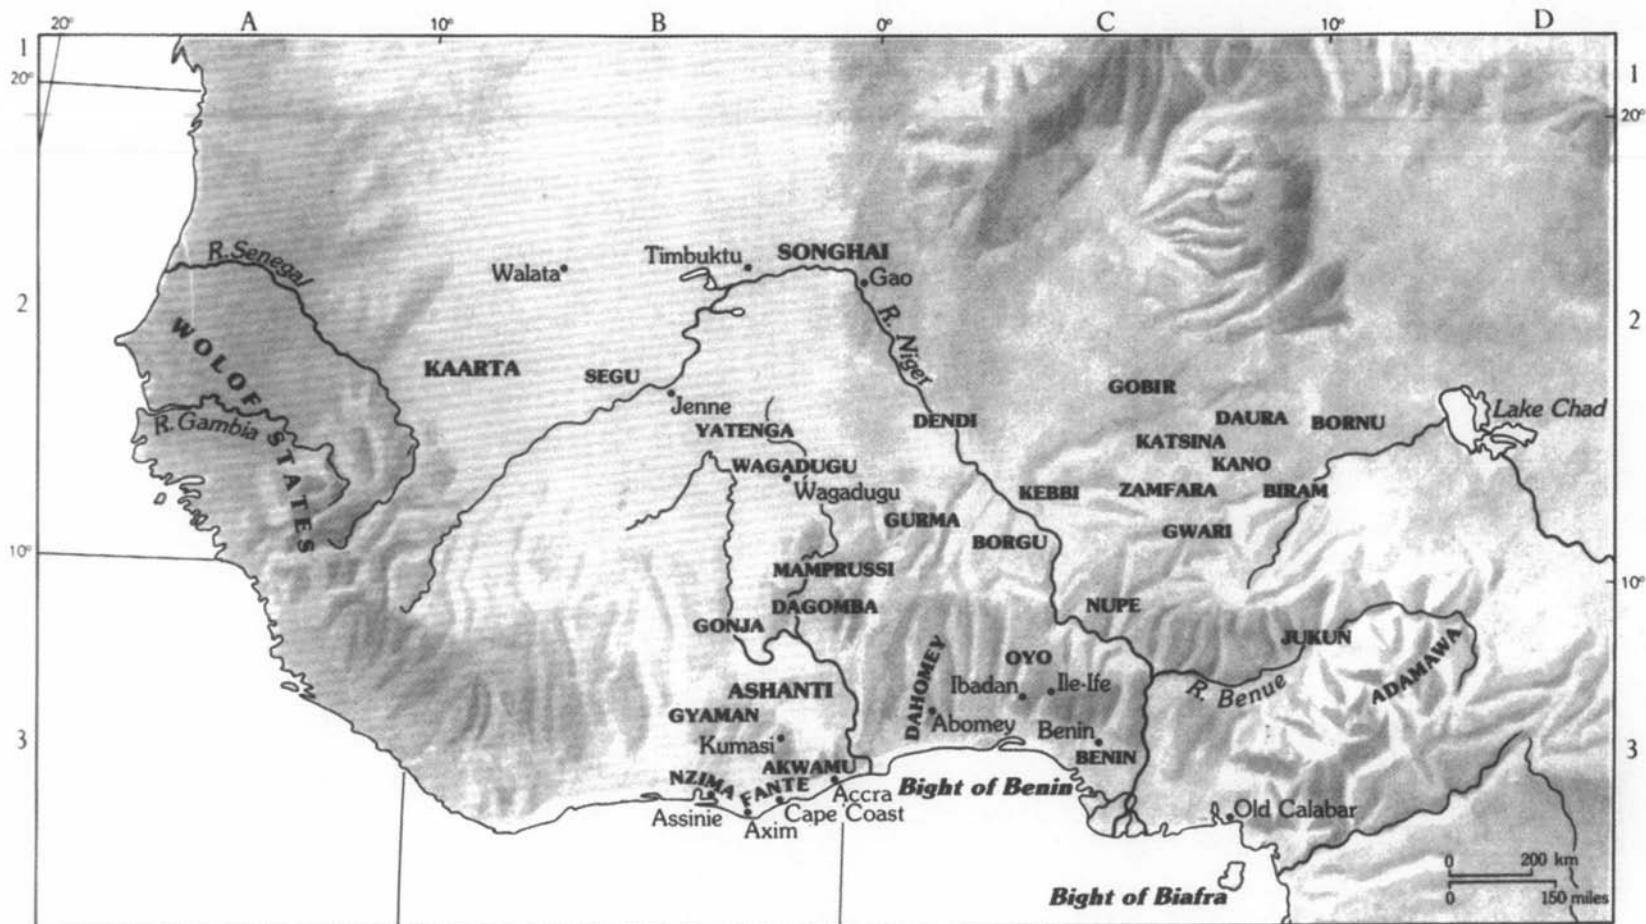 20° A 10° B 0° C 10° D
1 1
20° 20°
R. Senegal
Walata
Timbuktu
SONGHAI
Gao
2 2
WOLOF STATES
R. Niger
KAARTA
SEGU
Jenne
R. Gambia
YATENGA
DENDI
GOBIR
DAURA
BORNU
Lake Chad
KATSINA
KANO
WAGADUGU
Wagadugu
KEBBI
ZAMFARA
BIRAM
GURMA
BORGU
GWARI
10° 10°
MAMPRUSSI
DAGOMBA
GONJA
NUPE
JUKUN
ADAMAWA
OYO
DAHOMEY
Ibadan
Ile-Ife
R. Benue
ASHANTI
GYAMAN
Abomey
Benin
BENIN
3 3
Kumasi
AKWAMU
NZIMA
FANTE
Accra
Bight of Benin
Assinie
Axim
Cape Coast
Old Calabar
Bight of Biafra
0 200 km
0 150 miles